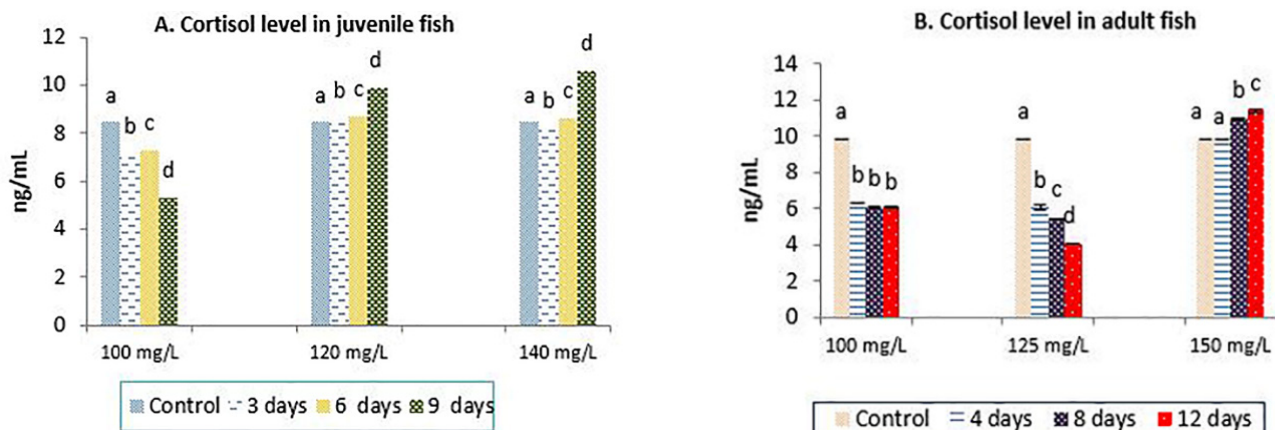 A. Cortisol level in juvenile fish
ng/mL
12
10
8
6
4
2
0
a
b
c
d
a
b
c
d
a
b
c
d
100 mg/L
120 mg/L
140 mg/L
Control 3 days 6 days 9 days
B. Cortisol level in adult fish
ng/mL
14
12
10
8
6
4
2
0
a
b b b
a
b
c
d
a a b c
100 mg/L
125 mg/L
150 mg/L
Control 4 days 8 days 12 days